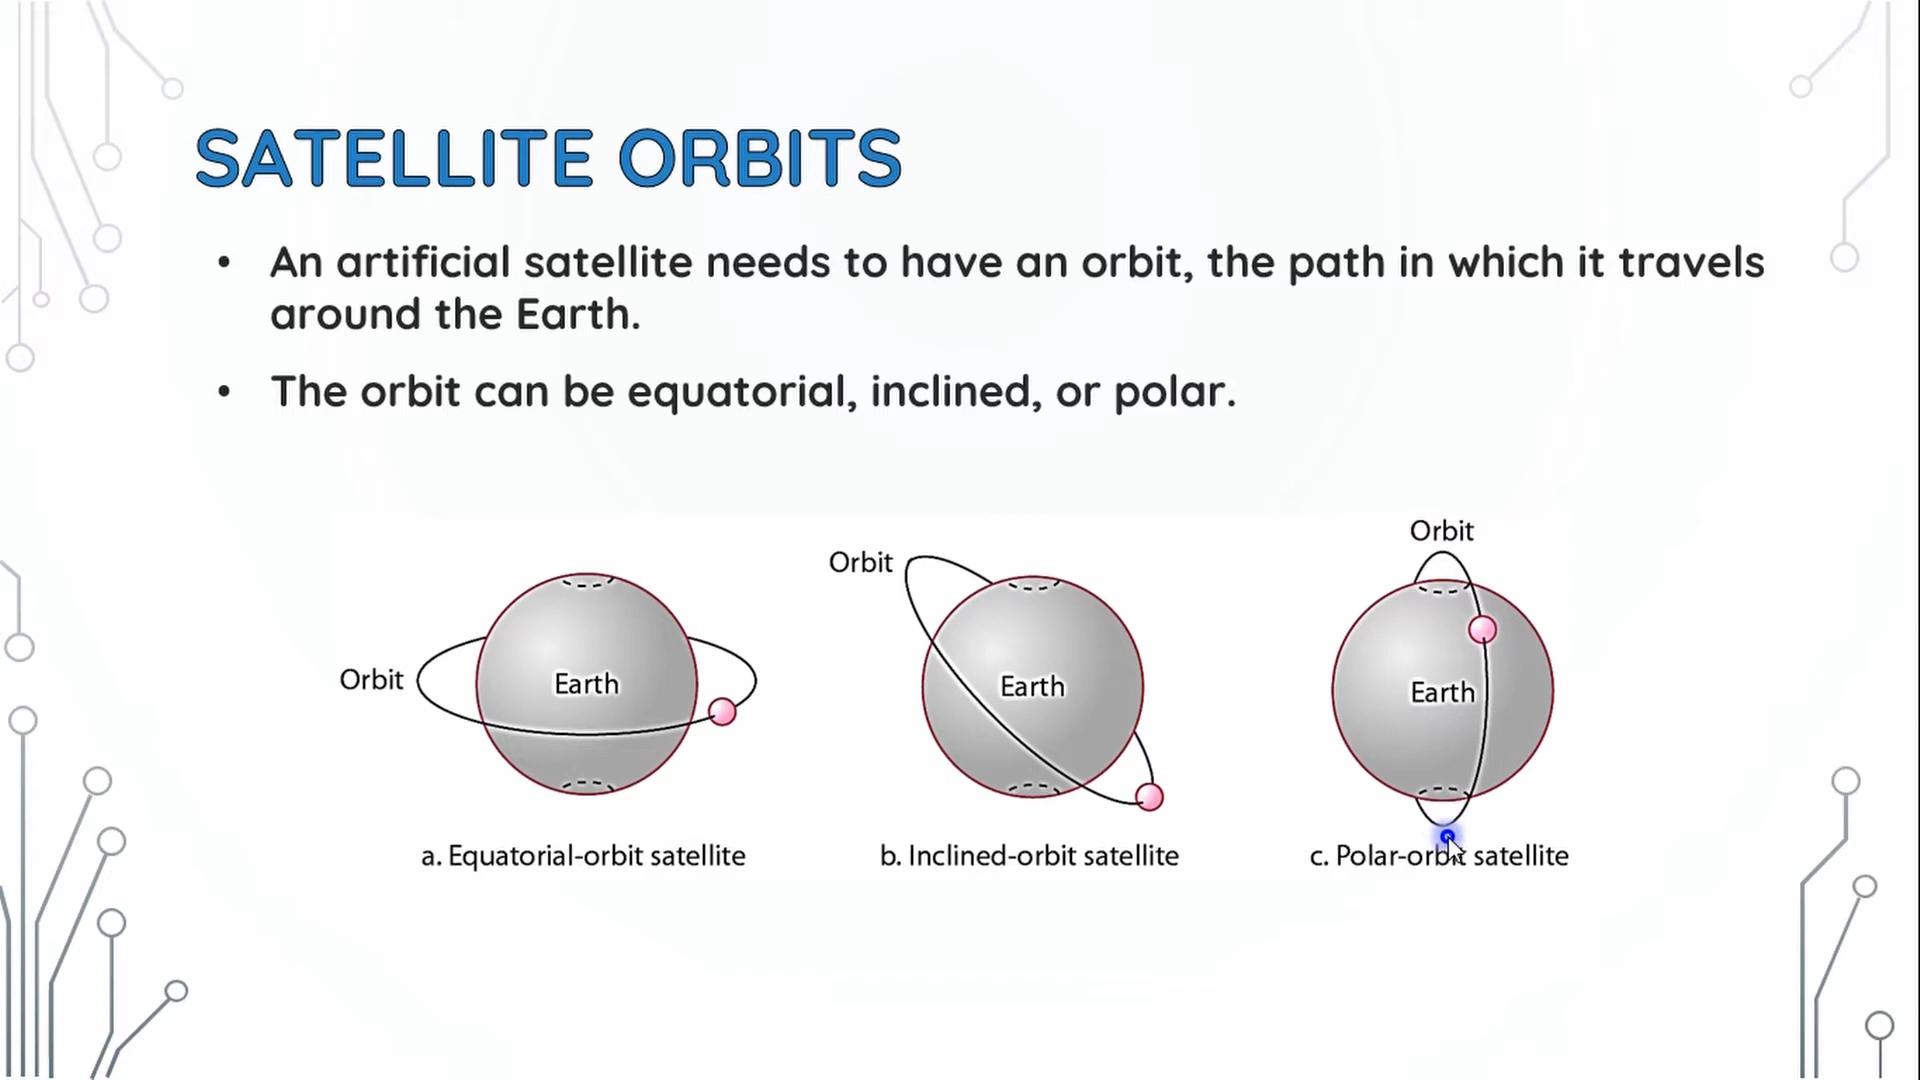 SATELLITE ORBITS
• An artificial satellite needs to have an orbit, the path in which it travels
around the Earth.
• The orbit can be equatorial, inclined, or polar.
Orbit
Orbit
Orbit
Earth
Earth
Earth
a. Equatorial-orbit satellite
b. Inclined-orbit satellite
c. Polar-orbit satellite